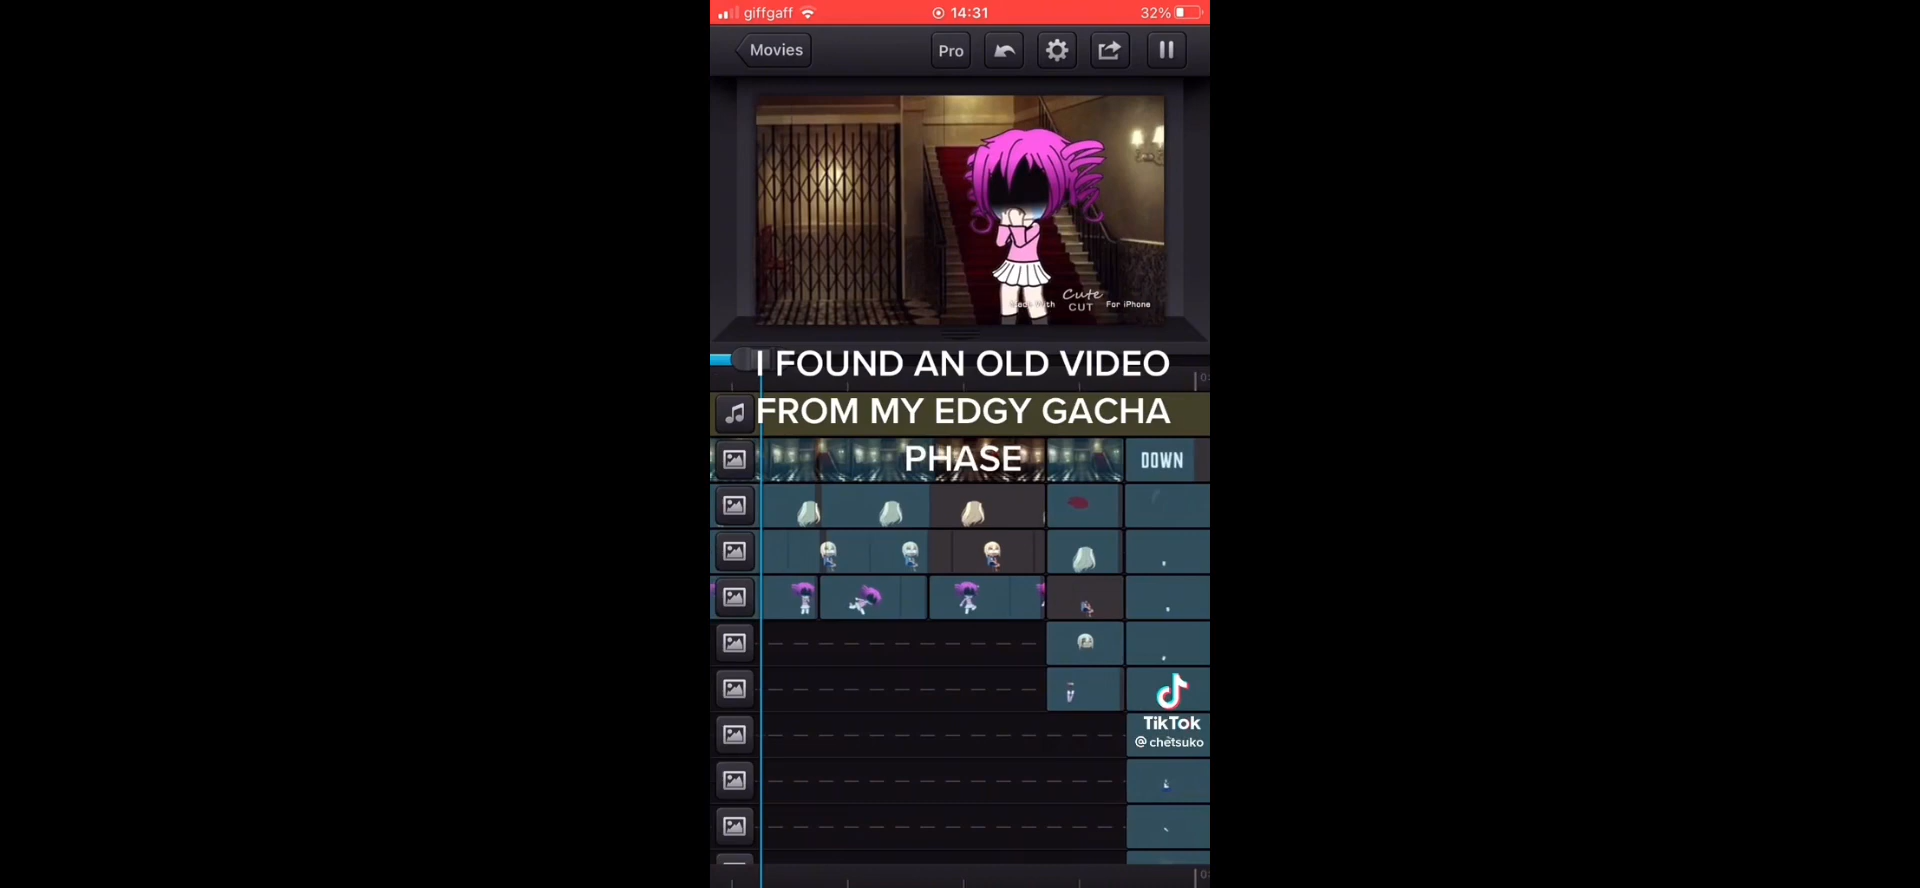 giffgaff
14:31
32%
Movies
Pro
with Cute CUT For iPhone
I FOUND AN OLD VIDEO
FROM MY EDGY GACHA
PHASE
DOWN
TikTok
@chetsuko